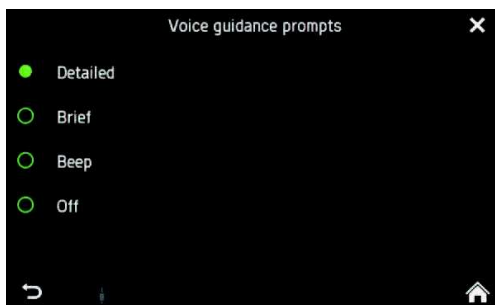 Voice guidance prompts
Detailed
Brief
Beep
Off